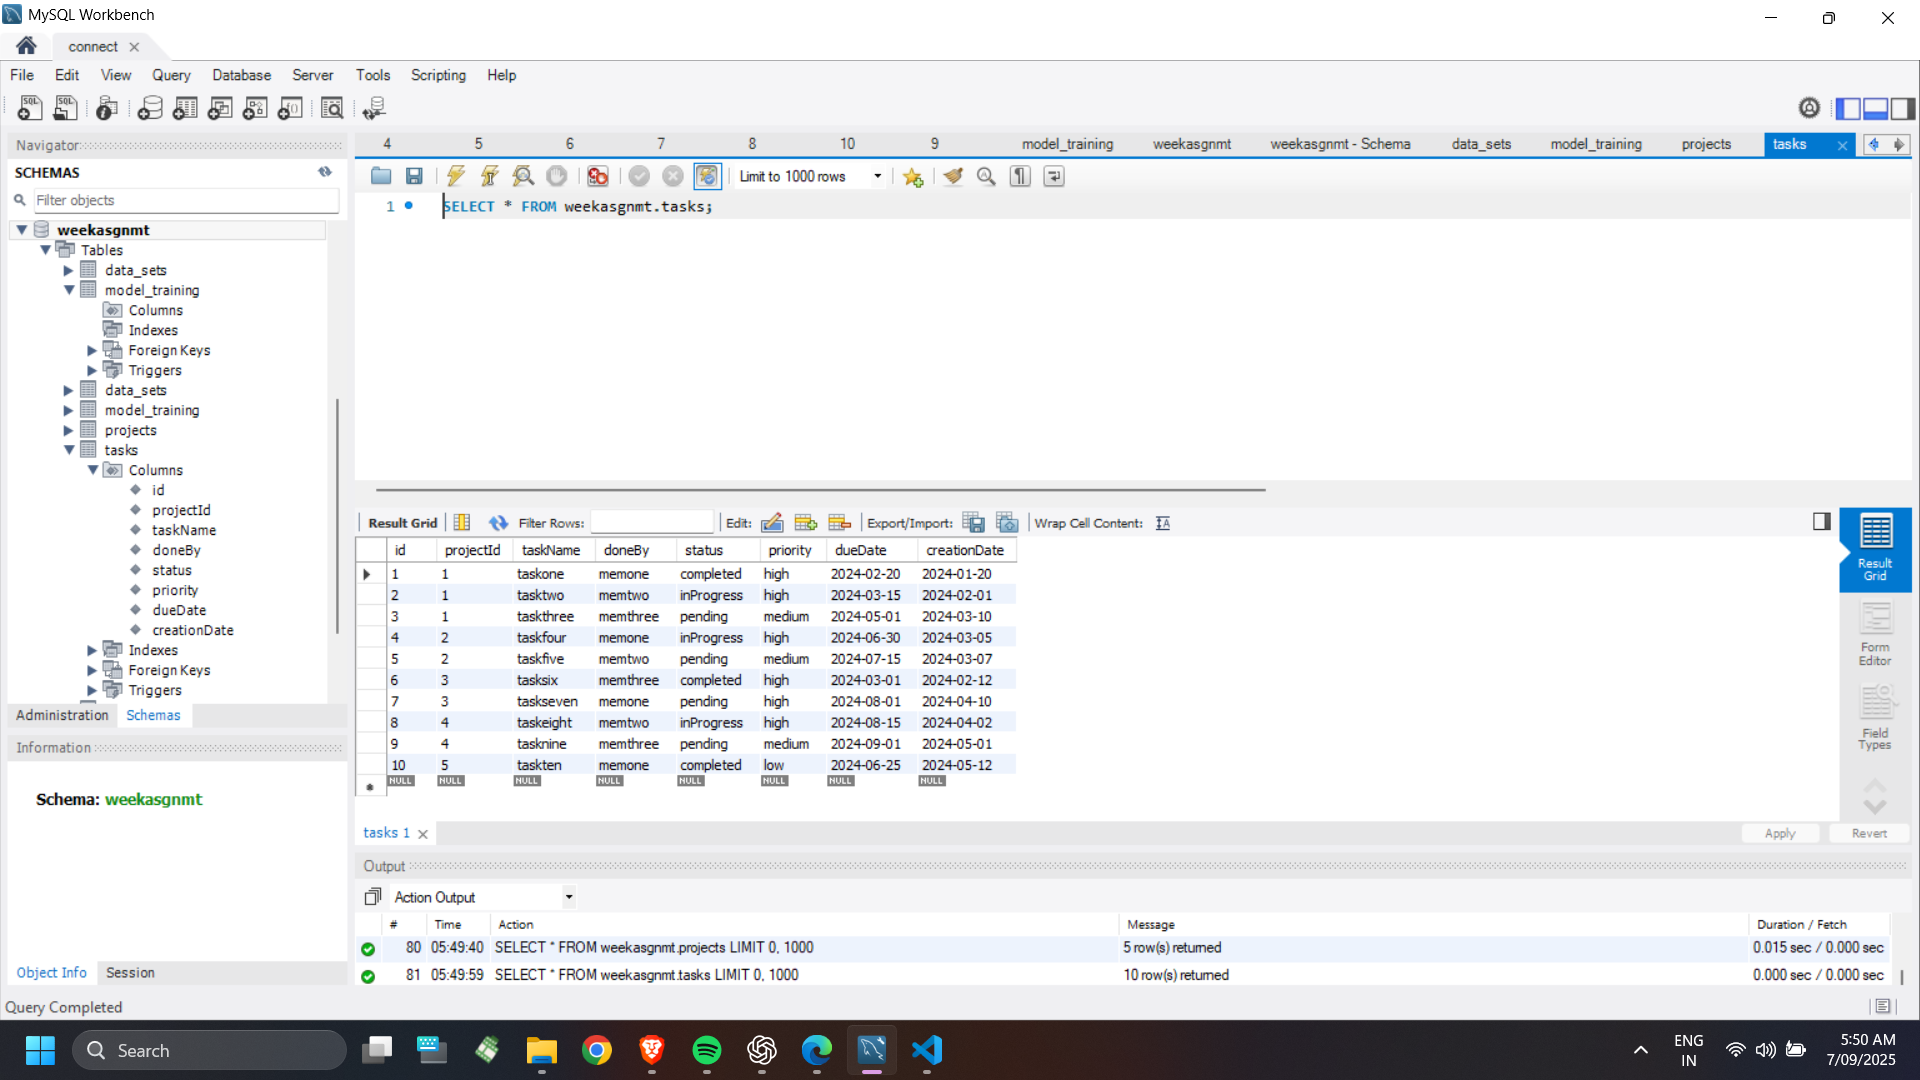 MySQL Workbench
connect
File Edit View Query Database Server Tools Scripting Help
Navigator
SCHEMAS
Filter objects
weekasgnmt
Tables
data_sets
model_training
Columns
Indexes
Foreign Keys
Triggers
data_sets
model_training
projects
tasks
Columns
id
projectId
taskName
doneBy
status
priority
dueDate
creationDate
Indexes
Foreign Keys
Triggers
Administration Schemas
Information
Schema: weekasgnmt
Object Info Session
Query Completed
4 5 6 7 8 10 9 model_training weekasgnmt weekasgnmt - Schema data_sets model_training projects tasks
Limit to 1000 rows
1 SELECT * FROM weekasgnmt.tasks;
Result Grid Filter Rows: Edit: Export/Import: Wrap Cell Content:
id projectId taskName doneBy status priority dueDate creationDate
1 1 taskone memone completed high 2024-02-20 2024-01-20
2 1 tasktwo memtwo inProgress high 2024-03-15 2024-02-01
3 1 taskthree memthree pending medium 2024-05-01 2024-03-10
4 2 taskfour memone inProgress high 2024-06-30 2024-03-05
5 2 taskfive memtwo pending medium 2024-07-15 2024-03-07
6 3 tasksix memthree completed high 2024-03-01 2024-02-12
7 3 taskseven memone pending high 2024-08-01 2024-04-10
8 4 taskeight memtwo inProgress high 2024-08-15 2024-04-02
9 4 tasknine memthree pending medium 2024-09-01 2024-05-01
10 5 taskten memone completed low 2024-06-25 2024-05-12
NULL NULL NULL NULL NULL NULL NULL NULL
Result
Grid
Form
Editor
Field
Types
tasks 1
Apply Revert
Output
Action Output
# Time Action Message Duration / Fetch
80 05:49:40 SELECT * FROM weekasgnmt.projects LIMIT 0, 1000 5 row(s) returned 0.015 sec / 0.000 sec
81 05:49:59 SELECT * FROM weekasgnmt.tasks LIMIT 0, 1000 10 row(s) returned 0.000 sec / 0.000 sec
Search
ENG
IN
5:50 AM
7/09/2025